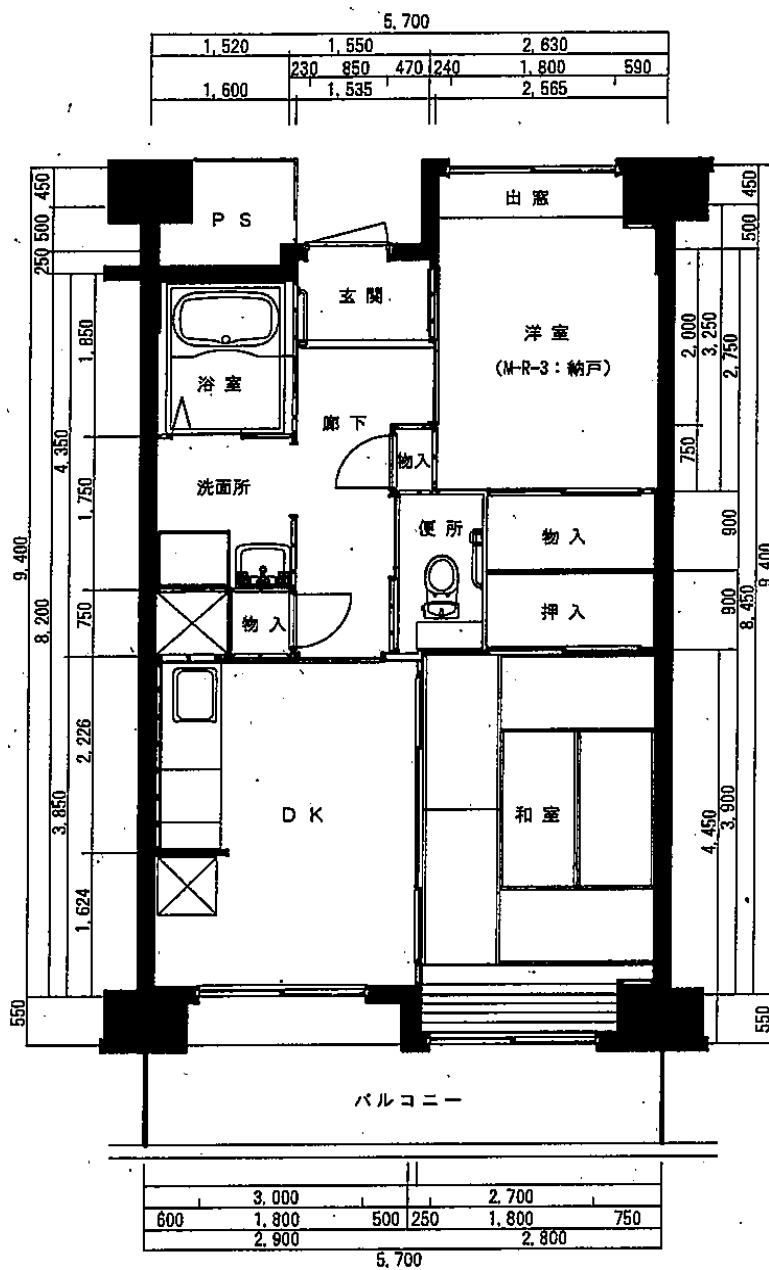 5,700
1,520 1,550 2,630
230 850 470 240 1,800 590
1,600 1,535 2,565
450
500
250
1,850
4,350
1,750
9,400
8,200
750
2,226
3,850
1,624
550
PS
出窓
玄関
洋室
(M-R-3:納戸)
浴室
廊下
物入
洗面所
便所
物入
物入
押入
DK
和室
バルコニー
450
500
2,000
3,250
2,750
750
900
9,400
8,450
900
3,900
4,450
550
3,000 2,700
600 1,800 500 250 1,800 750
2,900 2,800
5,700